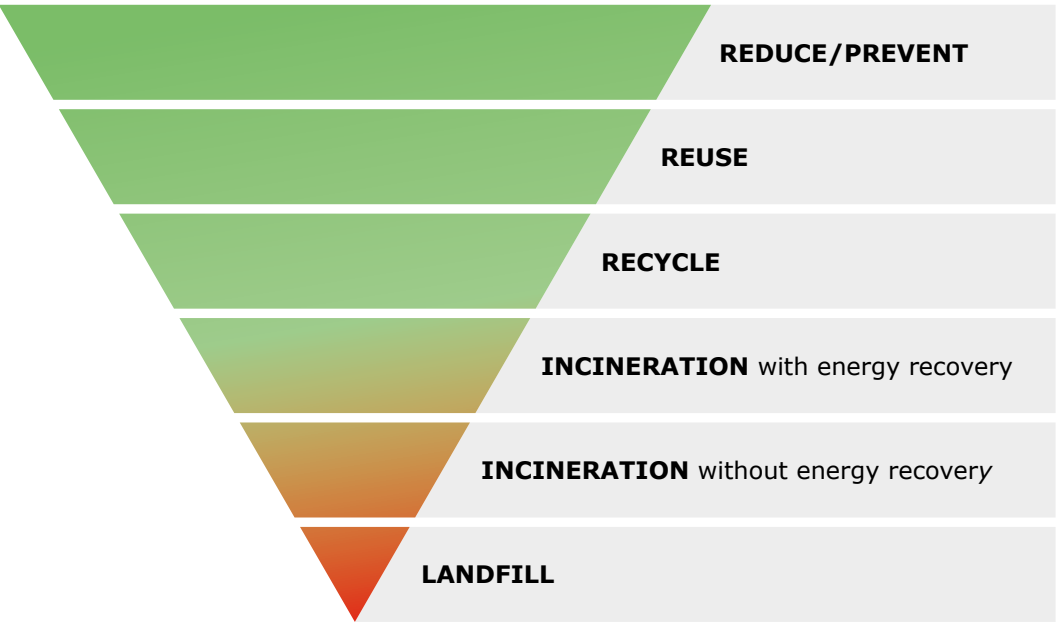 REDUCE/PREVENT
REUSE
RECYCLE
INCINERATION with energy recovery
INCINERATION without energy recovery
LANDFILL